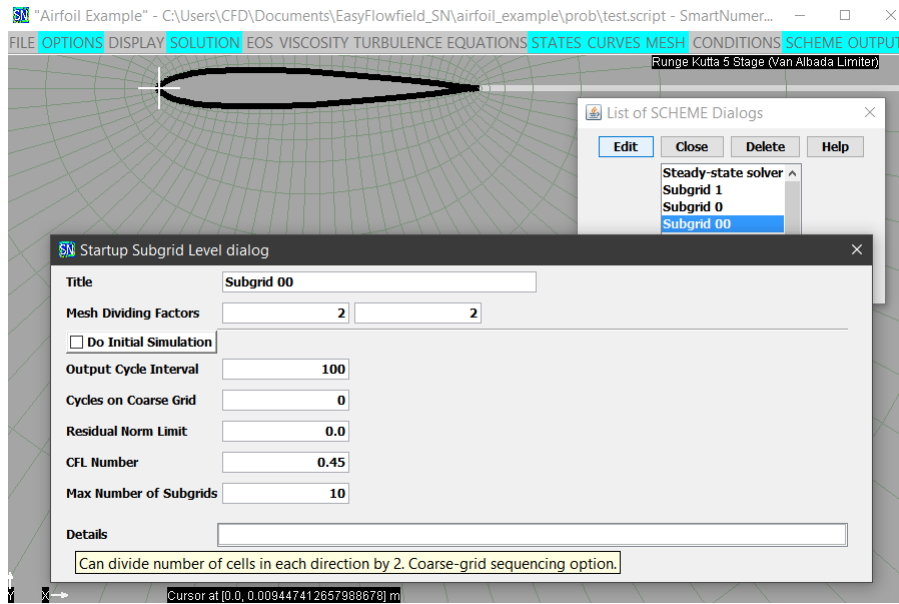 SN "Airfoil Example" - C:\Users\CFD\Documents\EasyFlowfield_SN\airfoil_example\prob\test.script - SmartNumer...
FILE OPTIONS DISPLAY SOLUTION EOS VISCOSITY TURBULENCE EQUATIONS STATES CURVES MESH CONDITIONS SCHEME OUTPUT
Runge Kutta 5 Stage (Van Albada Limiter)
List of SCHEME Dialogs
Edit Close Delete Help
Steady-state solver
Subgrid 1
Subgrid 0
Subgrid 00
SN Startup Subgrid Level dialog
Title Subgrid 00
Mesh Dividing Factors 2 2
Do Initial Simulation
Output Cycle Interval 100
Cycles on Coarse Grid 0
Residual Norm Limit 0.0
CFL Number 0.45
Max Number of Subgrids 10
Details
Can divide number of cells in each direction by 2. Coarse-grid sequencing option.
Y X Cursor at [0.0, 0.009447412657988678] m